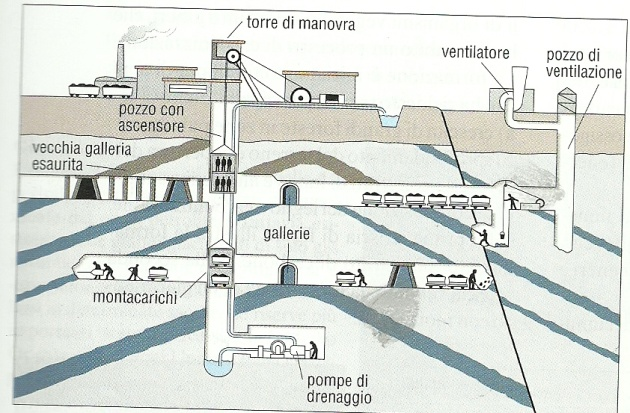 torre di manovra
ventilatore
pozzo di
ventilazione
pozzo con
ascensore
vecchia galleria
esaurita
gallerie
montacarichi
pompe di
drenaggio